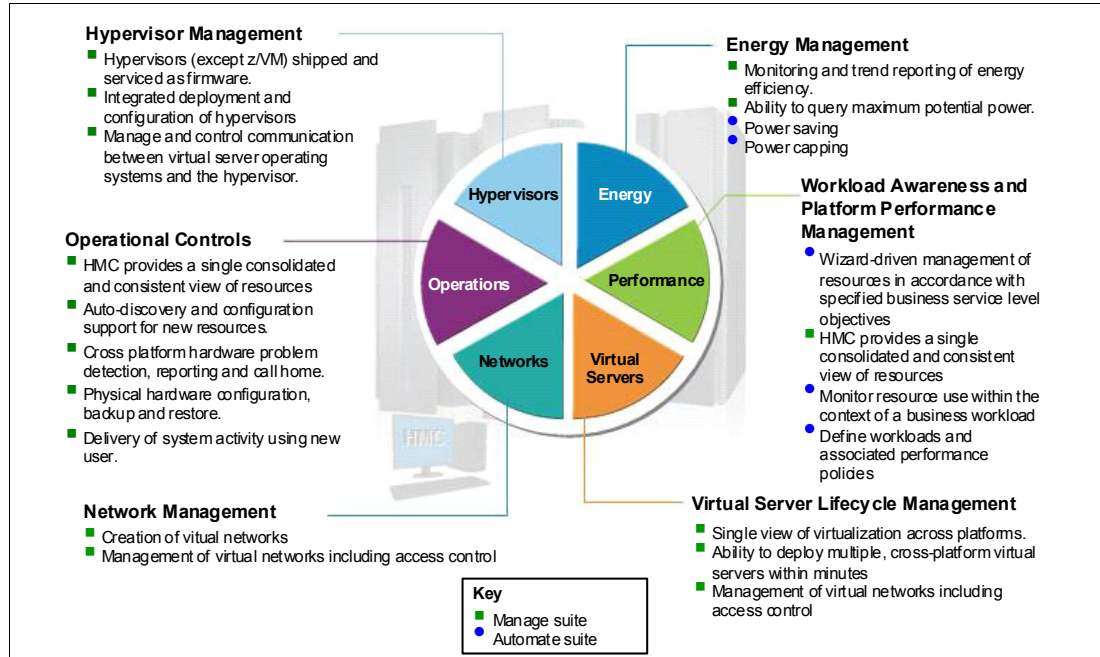 Hypervisor Management
Hypervisors (except z/VM) shipped and
serviced as firmware.
Integrated deployment and
configuration of hypervisors
Manage and control communication
between virtual server operating
systems and the hypervisor.
Operational Controls
HMC provides a single consolidated
and consistent view of resources
Auto-discovery and configuration
support for new resources.
Cross platform hardware problem
detection, reporting and call home.
Physical hardware configuration,
backup and restore.
Delivery of system activity using new
user.
Network Management
Creation of vitual networks
Management of virtual networks including access control
Hypervisors
Energy
Operations
Performance
Networks
Virtual
Servers
HMC
Energy Management
Monitoring and trend reporting of energy
efficiency.
Ability to query maximum potential power.
Power saving
Power capping
Workload Awareness and
Platform Performance
Management
Wizard-driven management of
resources in accordance with
specified business service level
objectives
HMC provides a single
consolidated and consistent
view of resources
Monitor resource use within the
context of a business workload
Define workloads and
associated performance
policies
Virtual Server Lifecycle Management
Single view of virtualization across platforms.
Ability to deploy multiple, cross-platform virtual
servers within minutes
Management of virtual networks including
access control
Key
Manage suite
Automate suite